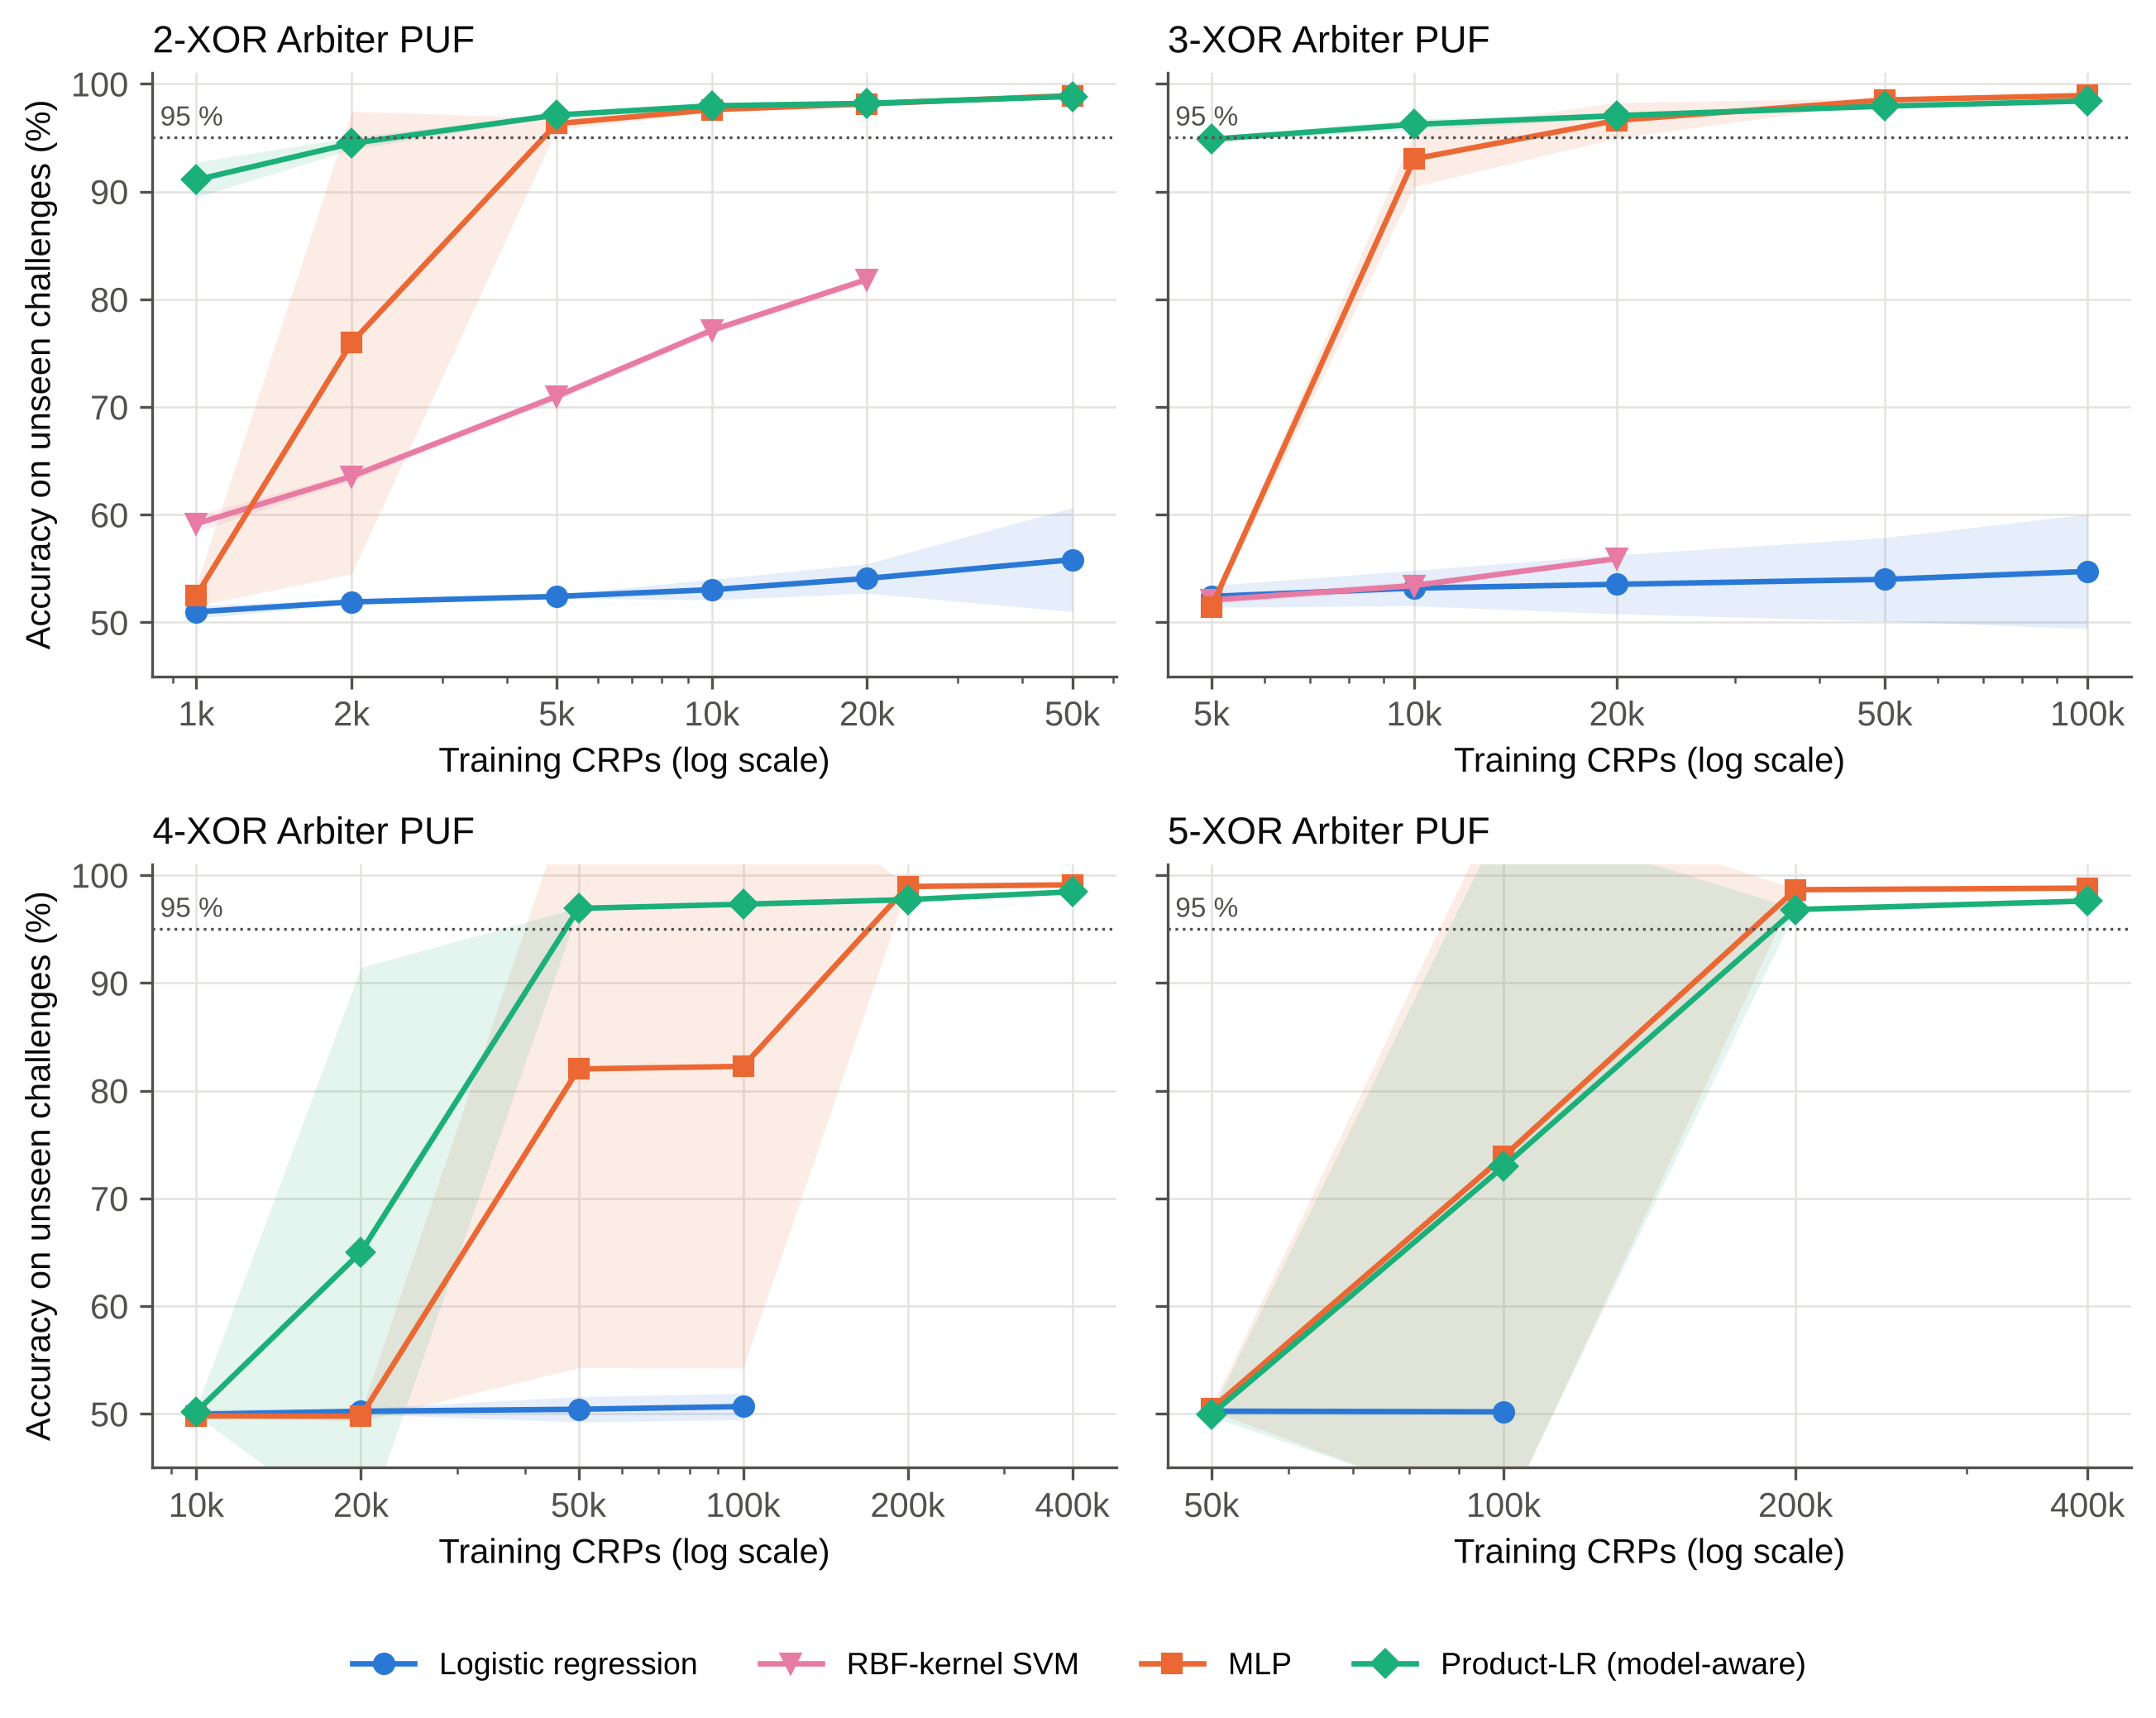 2-XOR Arbiter PUF
3-XOR Arbiter PUF
Accuracy on unseen challenges (%)
100
90
80
70
60
50
95 %
95 %
1k 2k 5k 10k 20k 50k
5k 10k 20k 50k 100k
Training CRPs (log scale)
Training CRPs (log scale)
4-XOR Arbiter PUF
5-XOR Arbiter PUF
Accuracy on unseen challenges (%)
100
90
80
70
60
50
95 %
95 %
10k 20k 50k 100k 200k 400k
50k 100k 200k 400k
Training CRPs (log scale)
Training CRPs (log scale)
Logistic regression RBF-kernel SVM MLP Product-LR (model-aware)